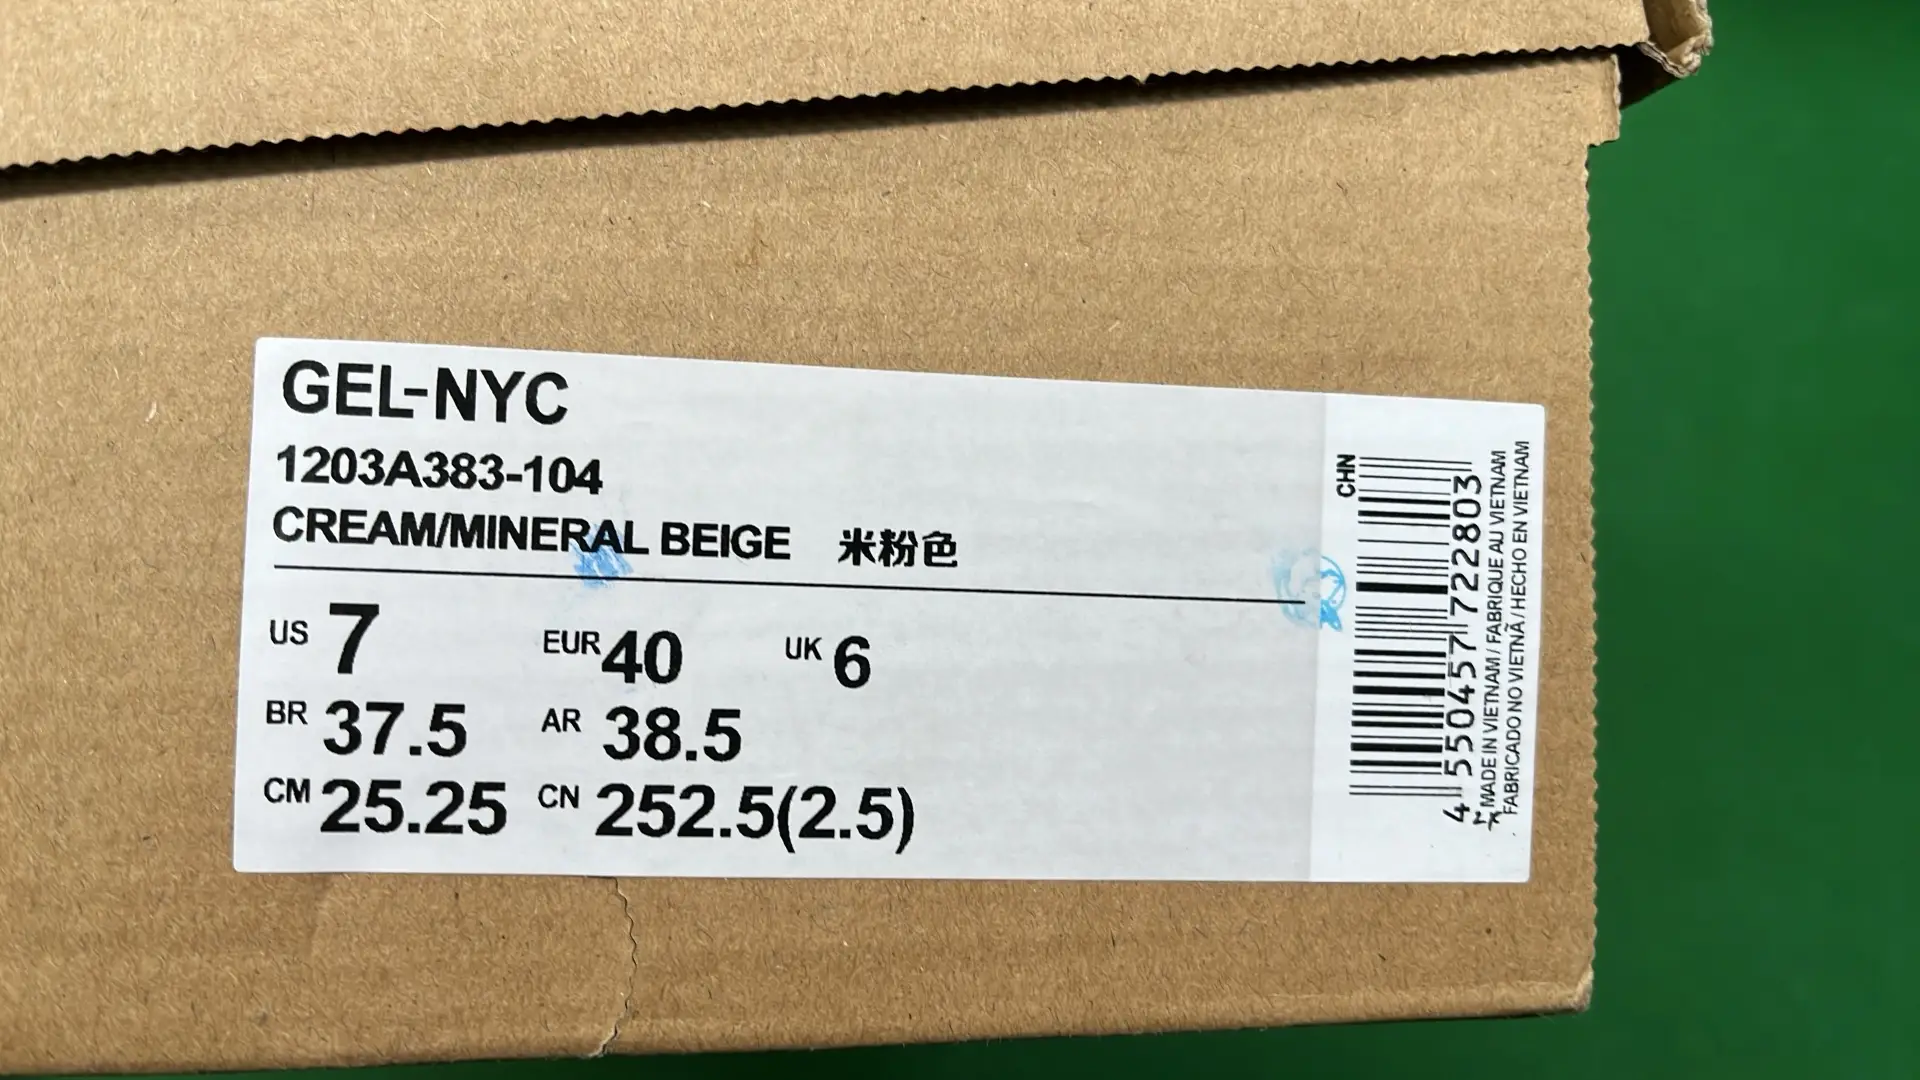 GEL-NYC
1203A383-104
CREAM/MINERAL BEIGE 米粉色
US 7 EUR 40 UK 6
BR 37.5 AR 38.5
CM 25.25 CN 252.5(2.5)
CHN
4 550457 722803
MADE IN VIETNAM / FABRIQUE AU VIETNAM
FABRICADO NO VIETNÃ / HECHO EN VIETNAM